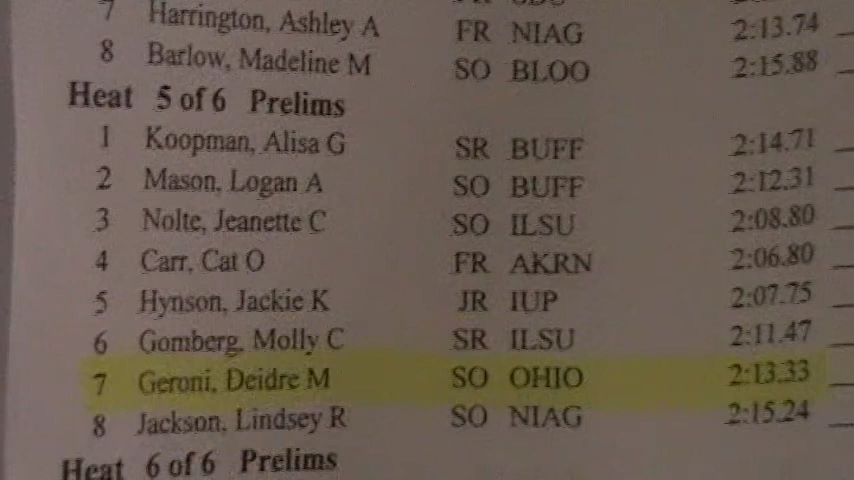 7 Harrington, Ashley A FR NIAG 2:13.74
8 Barlow, Madeline M SO BLOO 2:15.88
Heat 5 of 6 Prelims
1 Koopman, Alisa G SR BUFF 2:14.71
2 Mason, Logan A SO BUFF 2:12.31
3 Nolte, Jeanette C SO ILSU 2:08.80
4 Carr, Cat O FR AKRN 2:06.80
5 Hynson, Jackie K JR IUP 2:07.75
6 Gomberg, Molly C SR ILSU 2:11.47
7 Geroni, Deidre M SO OHIO 2:13.33
8 Jackson, Lindsey R SO NIAG 2:15.24
Heat 6 of 6 Prelims